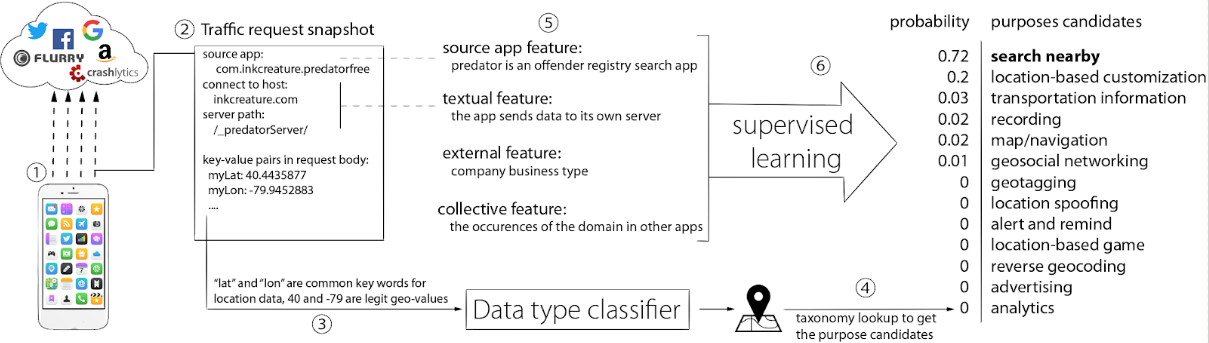 FLURRY
a
crashlytics
①
② Traffic request snapshot
source app:
com.inkcreature.predatorfree
connect to host:
inkcreature.com
server path:
/_predatorServer/
key-value pairs in request body:
myLat: 40.4435877
myLon: -79.9452883
....
"lat" and "lon" are common key words for
location data, 40 and -79 are legit geo-values
③
Data type classifier
④
taxonomy lookup to get
the purpose candidates
⑤
source app feature:
predator is an offender registry search app
textual feature:
the app sends data to its own server
external feature:
company business type
collective feature:
the occurences of the domain in other apps
⑥
supervised
learning
probability purposes candidates
0.72 search nearby
0.2 location-based customization
0.03 transportation information
0.02 recording
0.02 map/navigation
0.01 geosocial networking
0 geotagging
0 location spoofing
0 alert and remind
0 location-based game
0 reverse geocoding
0 advertising
0 analytics